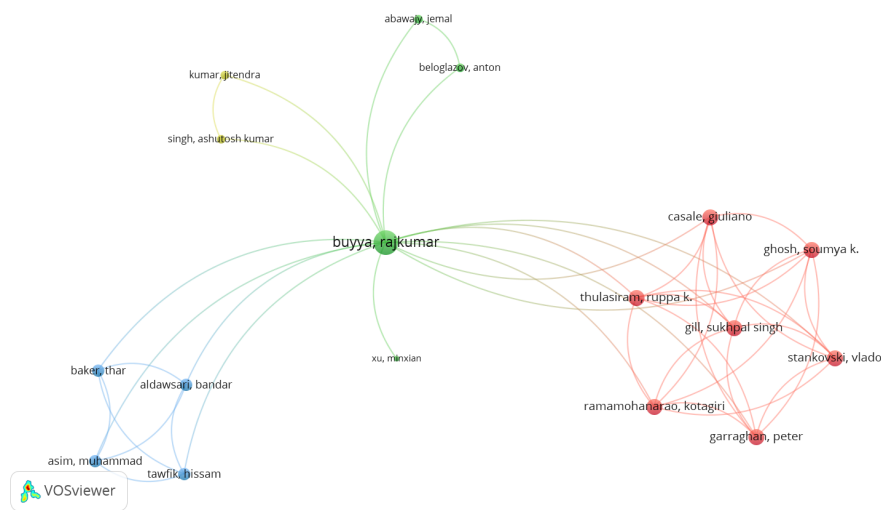 abawajy, jemal
beloglazov, anton
kumar, jitendra
singh, ashutosh kumar
buyya, rajkumar
casale, giuliano
ghosh, soumya k.
thulasiram, ruppa k.
gill, sukhpal singh
stankovski, vlado
xu, minxian
baker, thar
aldawsari, bandar
ramamohanarao, kotagiri
garraghan, peter
asim, muhammad
tawfik, hissam
VOSviewer